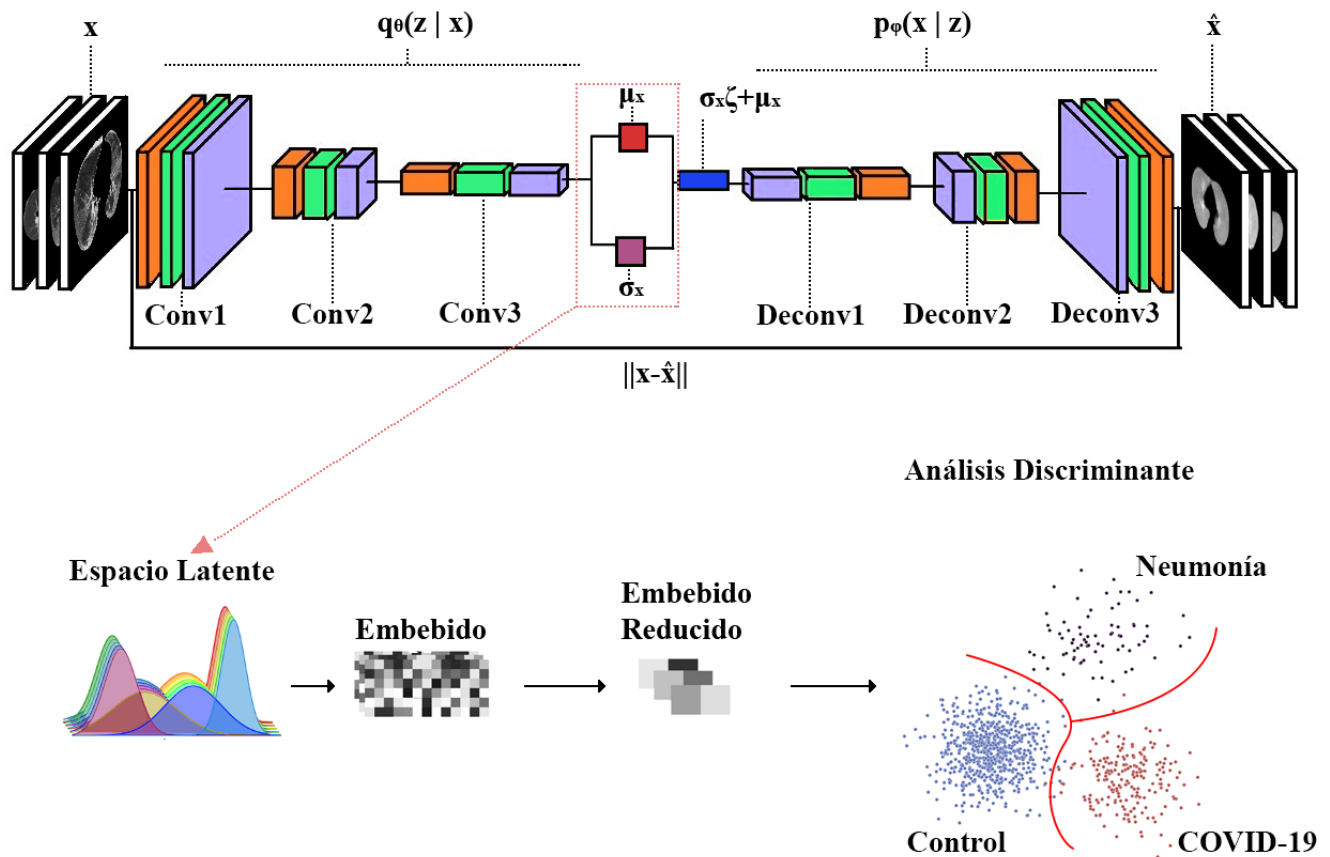 x
qθ(z | x)
pφ(x | z)
x̂
μx
σxζ+μx
σx
Conv1
Conv2
Conv3
Deconv1
Deconv2
Deconv3
||x-x̂||
Análisis Discriminante
Espacio Latente
Embebido
Embebido
Reducido
Neumonía
Control
COVID-19